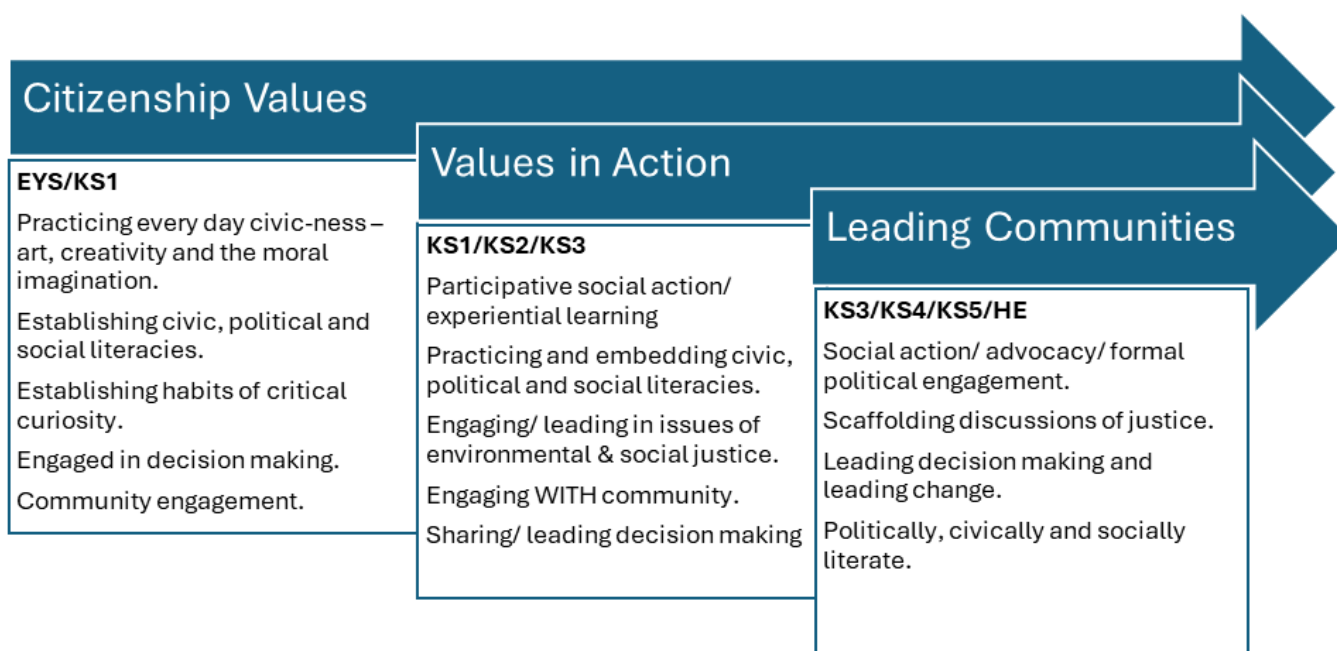 Citizenship Values
EYS/KS1
Practicing every day civic-ness –
art, creativity and the moral
imagination.
Establishing civic, political and
social literacies.
Establishing habits of critical
curiosity.
Engaged in decision making.
Community engagement.
Values in Action
KS1/KS2/KS3
Participative social action/
experiential learning
Practicing and embedding civic,
political and social literacies.
Engaging/ leading in issues of
environmental & social justice.
Engaging WITH community.
Sharing/ leading decision making
Leading Communities
KS3/KS4/KS5/HE
Social action/ advocacy/ formal
political engagement.
Scaffolding discussions of justice.
Leading decision making and
leading change.
Politically, civically and socially
literate.